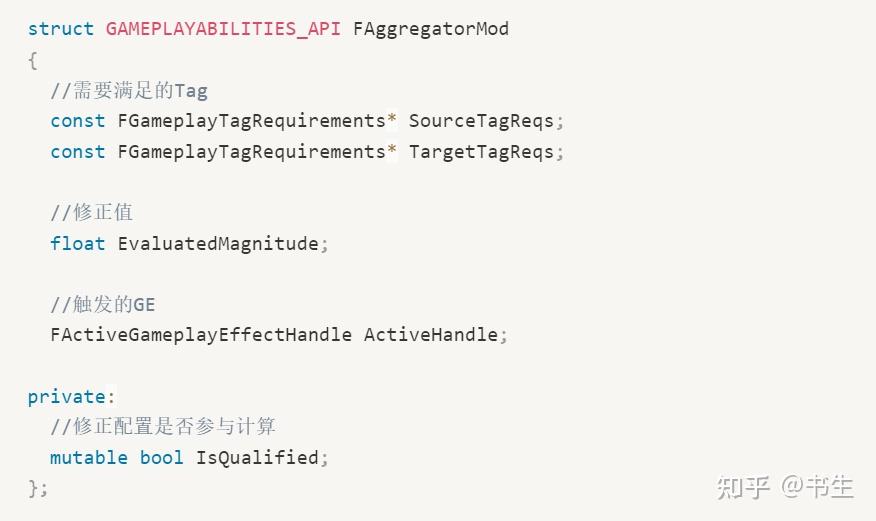 struct GAMEPLAYABILITIES_API FAggregatorMod
{
  //需要满足的Tag
  const FGameplayTagRequirements* SourceTagReqs;
  const FGameplayTagRequirements* TargetTagReqs;

  //修正值
  float EvaluatedMagnitude;

  //触发的GE
  FActiveGameplayEffectHandle ActiveHandle;

private:
  //修正配置是否参与计算
  mutable bool IsQualified;
};
知乎 @书生